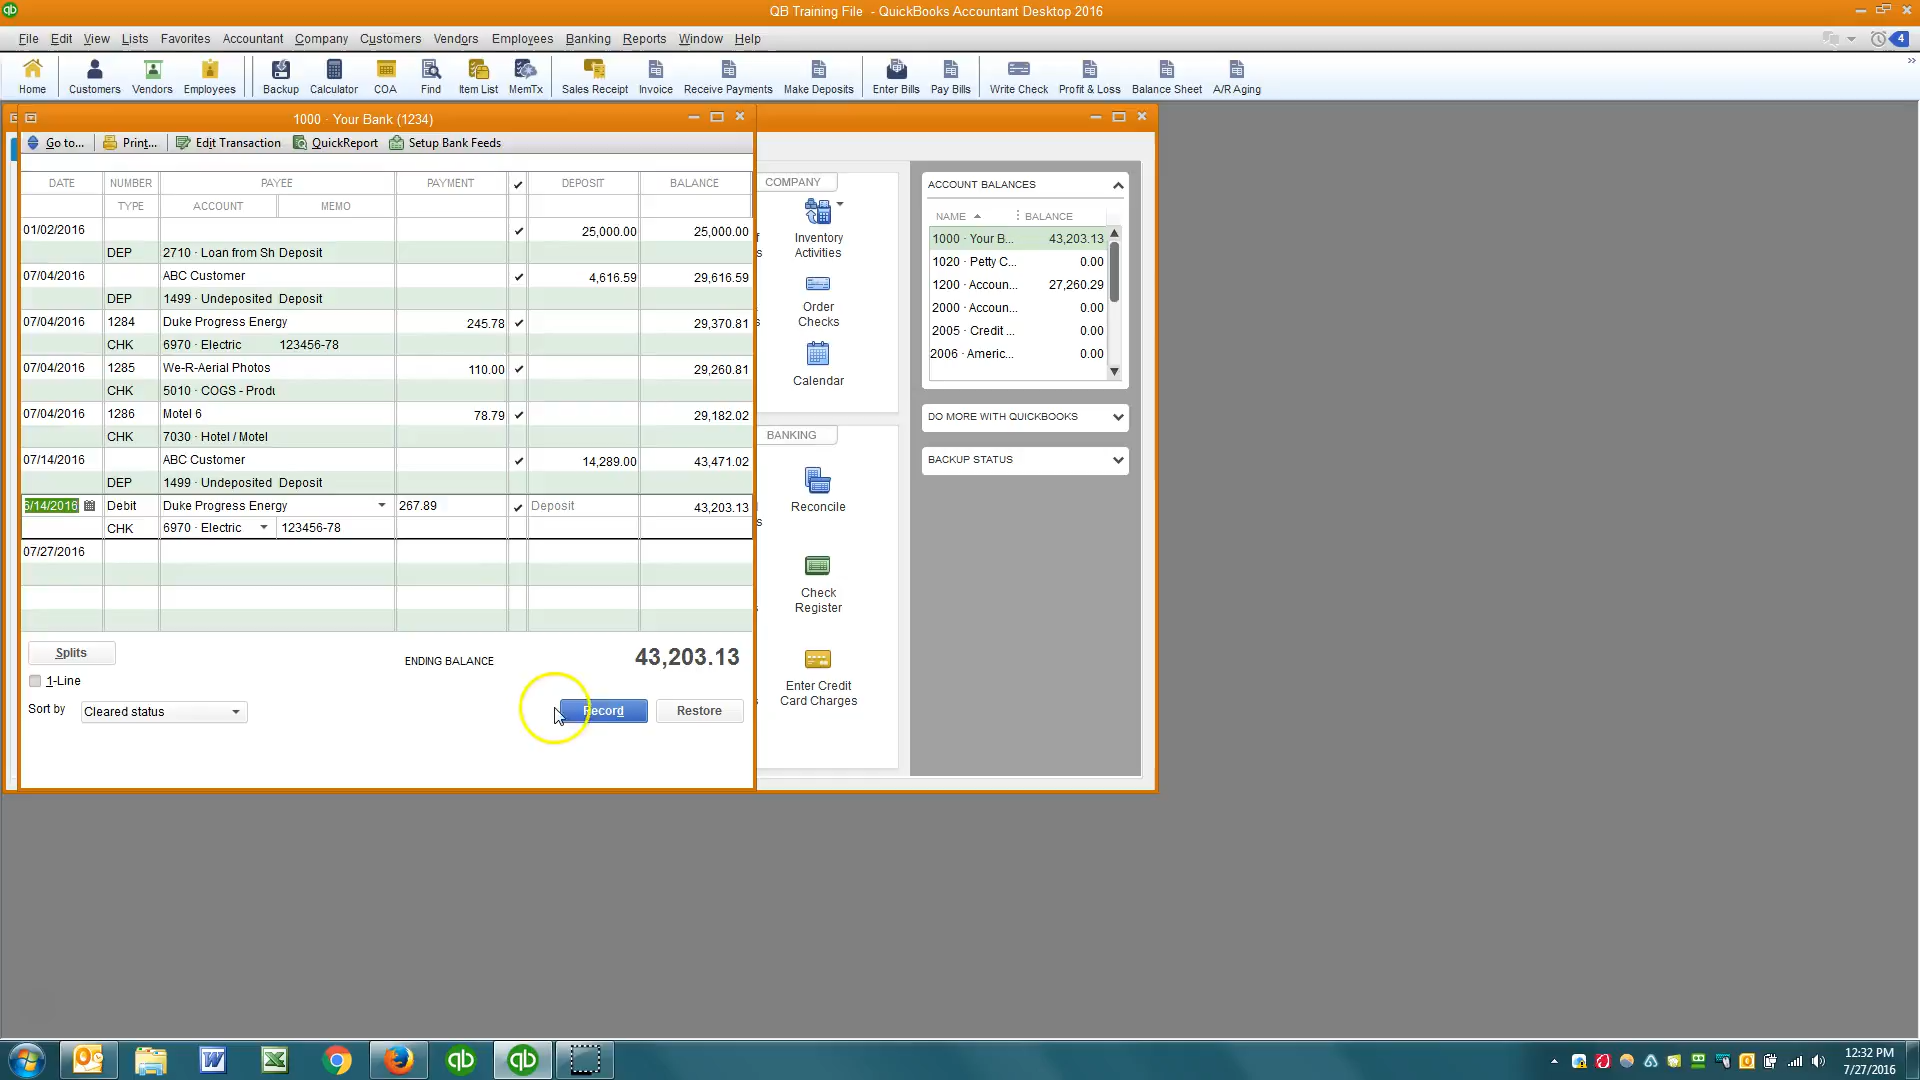 QB Training File - QuickBooks Accountant Desktop 2016
File Edit View Lists Favorites Accountant Company Customers Vendors Employees Banking Reports Window Help
4
Home Customers Vendors Employees Backup Calculator COA Find Item List MemTx Sales Receipt Invoice Receive Payments Make Deposits Enter Bills Pay Bills Write Check Profit & Loss Balance Sheet A/R Aging
1000 · Your Bank (1234)
Go to... Print... Edit Transaction QuickReport Setup Bank Feeds
DATE NUMBER PAYEE PAYMENT ✓ DEPOSIT BALANCE
TYPE ACCOUNT MEMO
01/02/2016 ✓ 25,000.00 25,000.00
DEP 2710 · Loan from Sh Deposit
07/04/2016 ABC Customer ✓ 4,616.59 29,616.59
DEP 1499 · Undeposited Deposit
07/04/2016 1284 Duke Progress Energy 245.78 ✓ 29,370.81
CHK 6970 · Electric 123456-78
07/04/2016 1285 We-R-Aerial Photos 110.00 ✓ 29,260.81
CHK 5010 · COGS - Produ
07/04/2016 1286 Motel 6 78.79 ✓ 29,182.02
CHK 7030 · Hotel / Motel
07/14/2016 ABC Customer ✓ 14,289.00 43,471.02
DEP 1499 · Undeposited Deposit
/14/2016 Debit Duke Progress Energy 267.89 ✓ Deposit 43,203.13
CHK 6970 · Electric 123456-78
07/27/2016
Splits
ENDING BALANCE 43,203.13
1-Line
Sort by Cleared status
Record Restore
COMPANY
Inventory
Activities
Order
Checks
Calendar
BANKING
Reconcile
Check
Register
Enter Credit
Card Charges
ACCOUNT BALANCES
NAME BALANCE
1000 · Your B... 43,203.13
1020 · Petty C... 0.00
1200 · Accoun... 27,260.29
2000 · Accoun... 0.00
2005 · Credit ... 0.00
2006 · Americ... 0.00
DO MORE WITH QUICKBOOKS
BACKUP STATUS
12:32 PM
7/27/2016